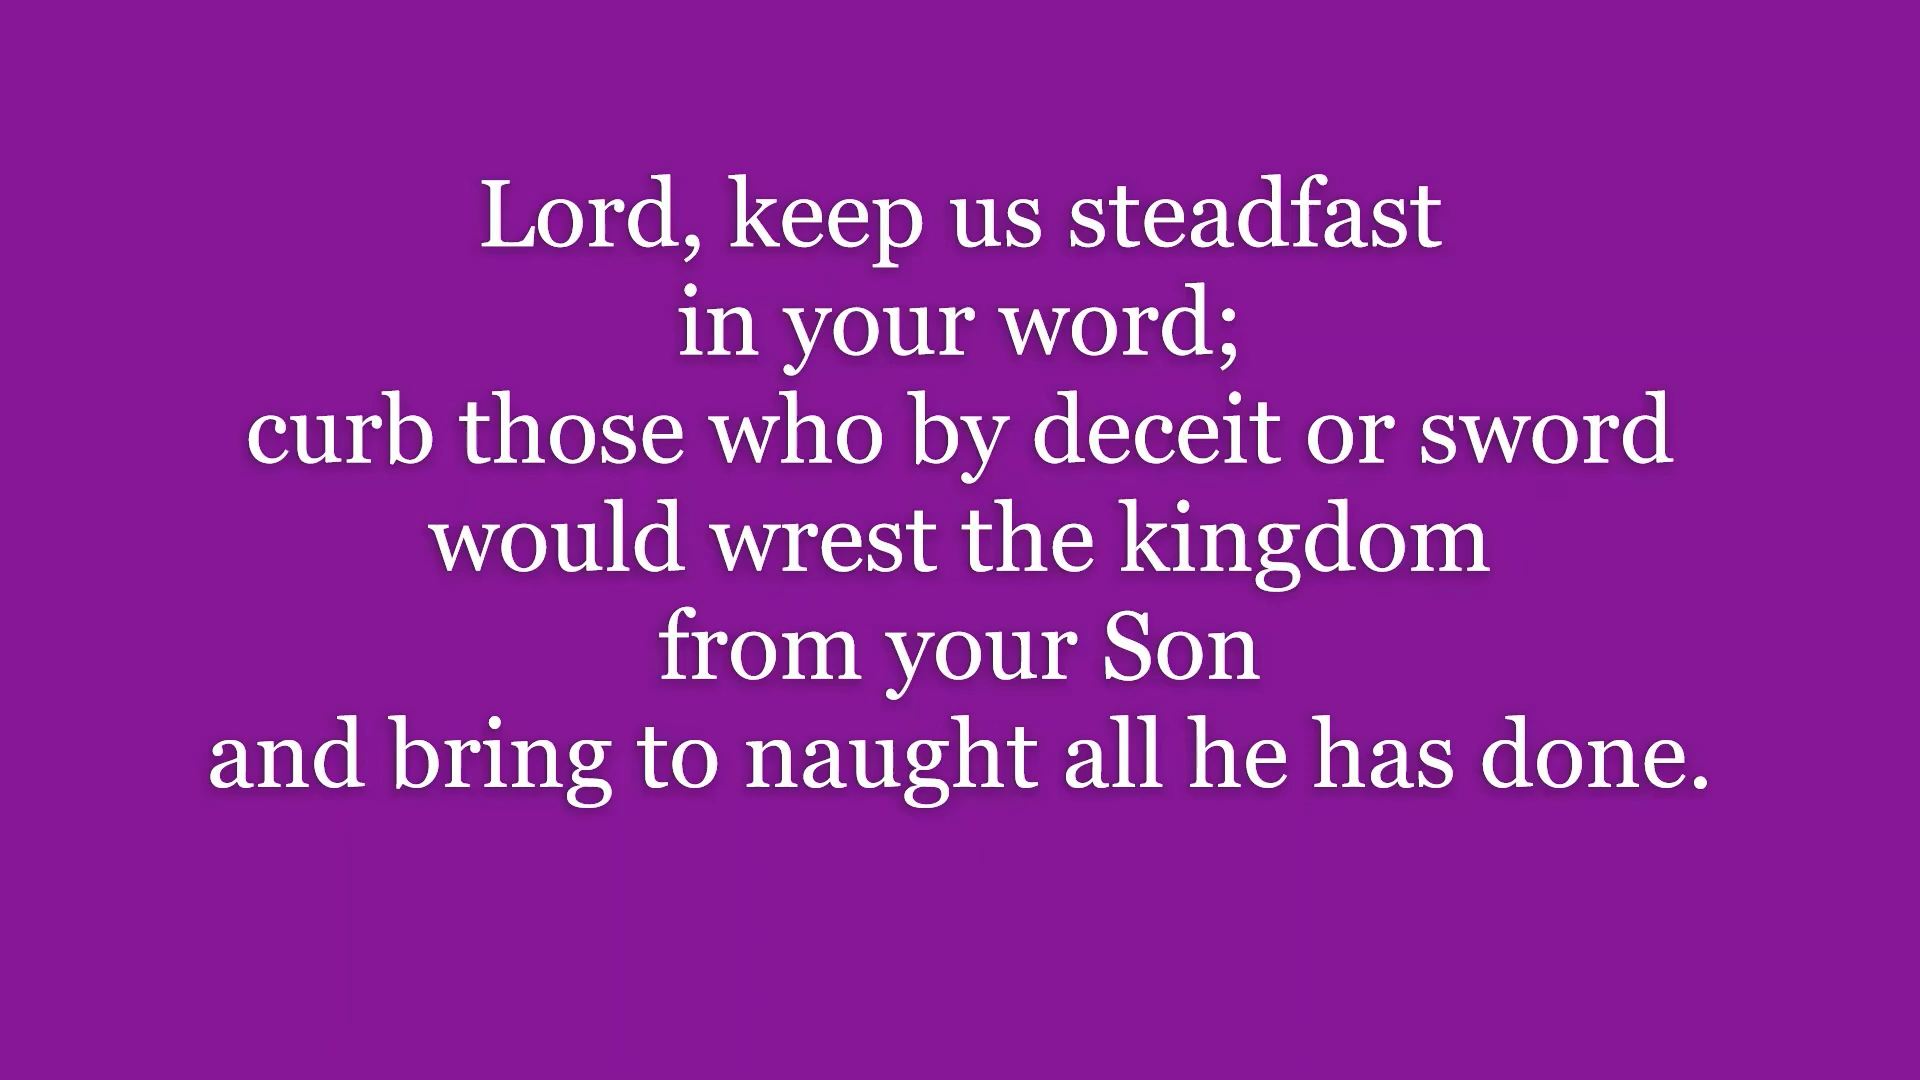 Lord, keep us steadfast
in your word;
curb those who by deceit or sword
would wrest the kingdom
from your Son
and bring to naught all he has done.